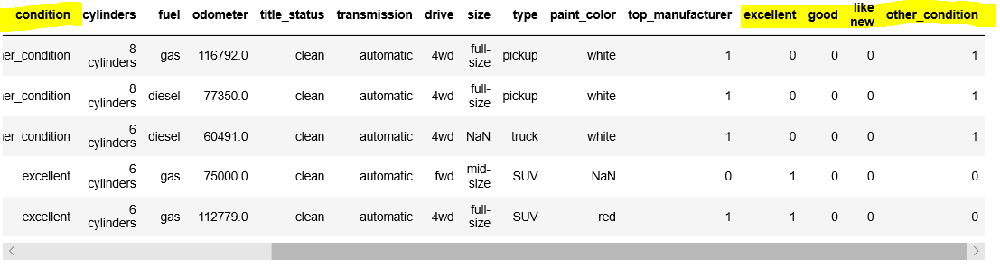 condition cylinders fuel odometer title_status transmission drive size type paint_color top_manufacturer excellent good like new other_condition
er_condition 8 cylinders gas 116792.0 clean automatic 4wd full-size pickup white 1 0 0 0 1
er_condition 8 cylinders diesel 77350.0 clean automatic 4wd full-size pickup white 1 0 0 0 1
er_condition 6 cylinders diesel 60491.0 clean automatic 4wd NaN truck white 1 0 0 0 1
excellent 6 cylinders gas 75000.0 clean automatic fwd mid-size SUV NaN 0 1 0 0 0
excellent 6 cylinders gas 112779.0 clean automatic 4wd full-size SUV red 1 1 0 0 0